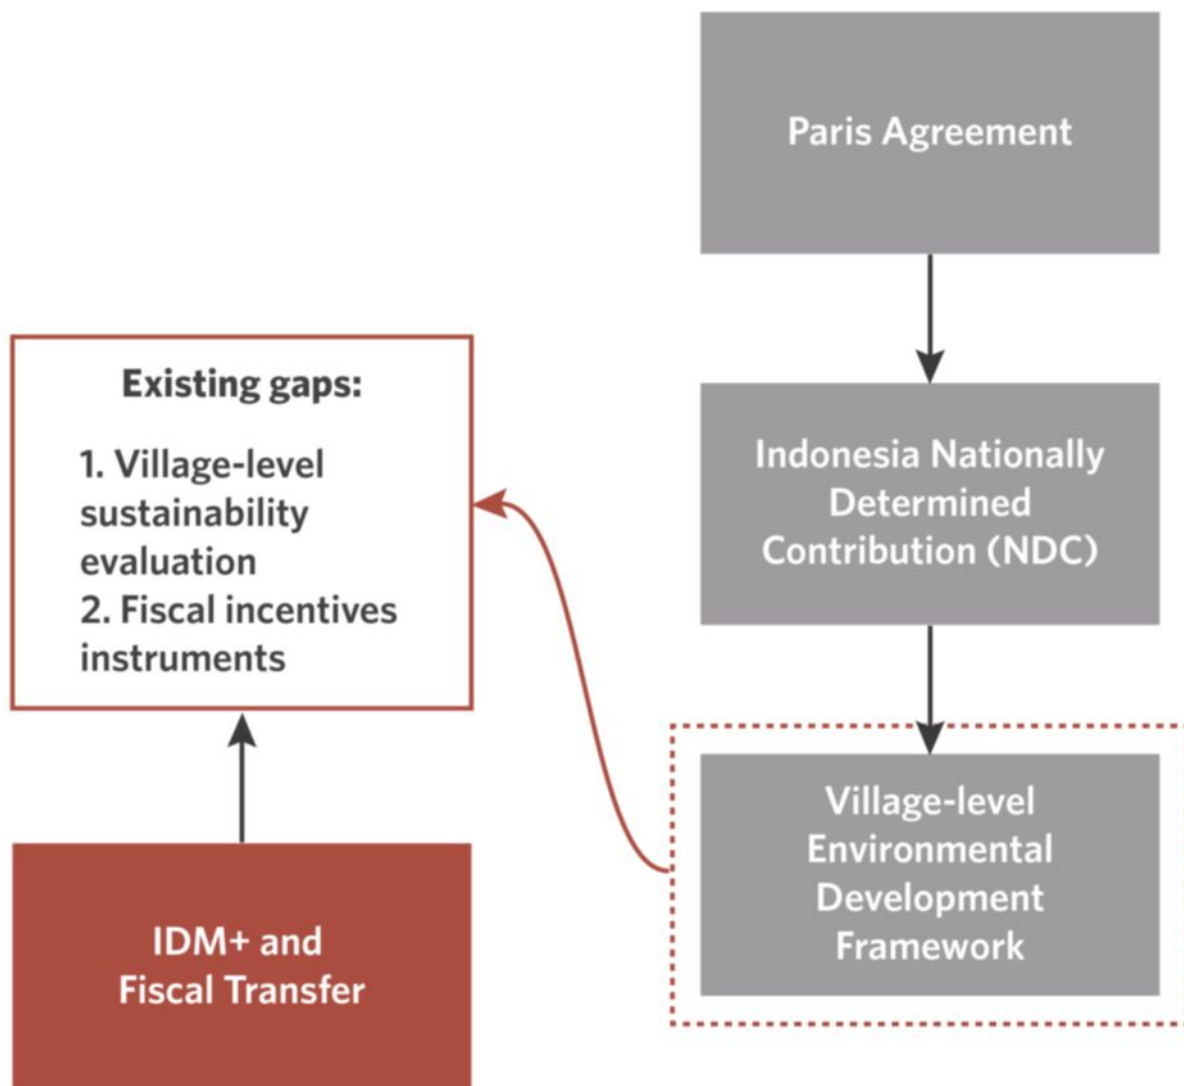 Paris Agreement
Existing gaps:
1. Village-level
sustainability
evaluation
2. Fiscal incentives
instruments
Indonesia Nationally
Determined
Contribution (NDC)
Village-level
Environmental
Development
Framework
IDM+ and
Fiscal Transfer